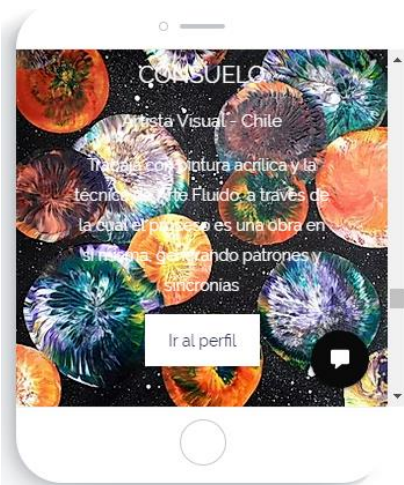 CONSUELO
Artista Visual - Chile
Trabaja con pintura acrílica y la
técnica de Arte Fluido, a través de
la cual el proceso es una obra en
sí misma, generando patrones y
sincronías
Ir al perfil